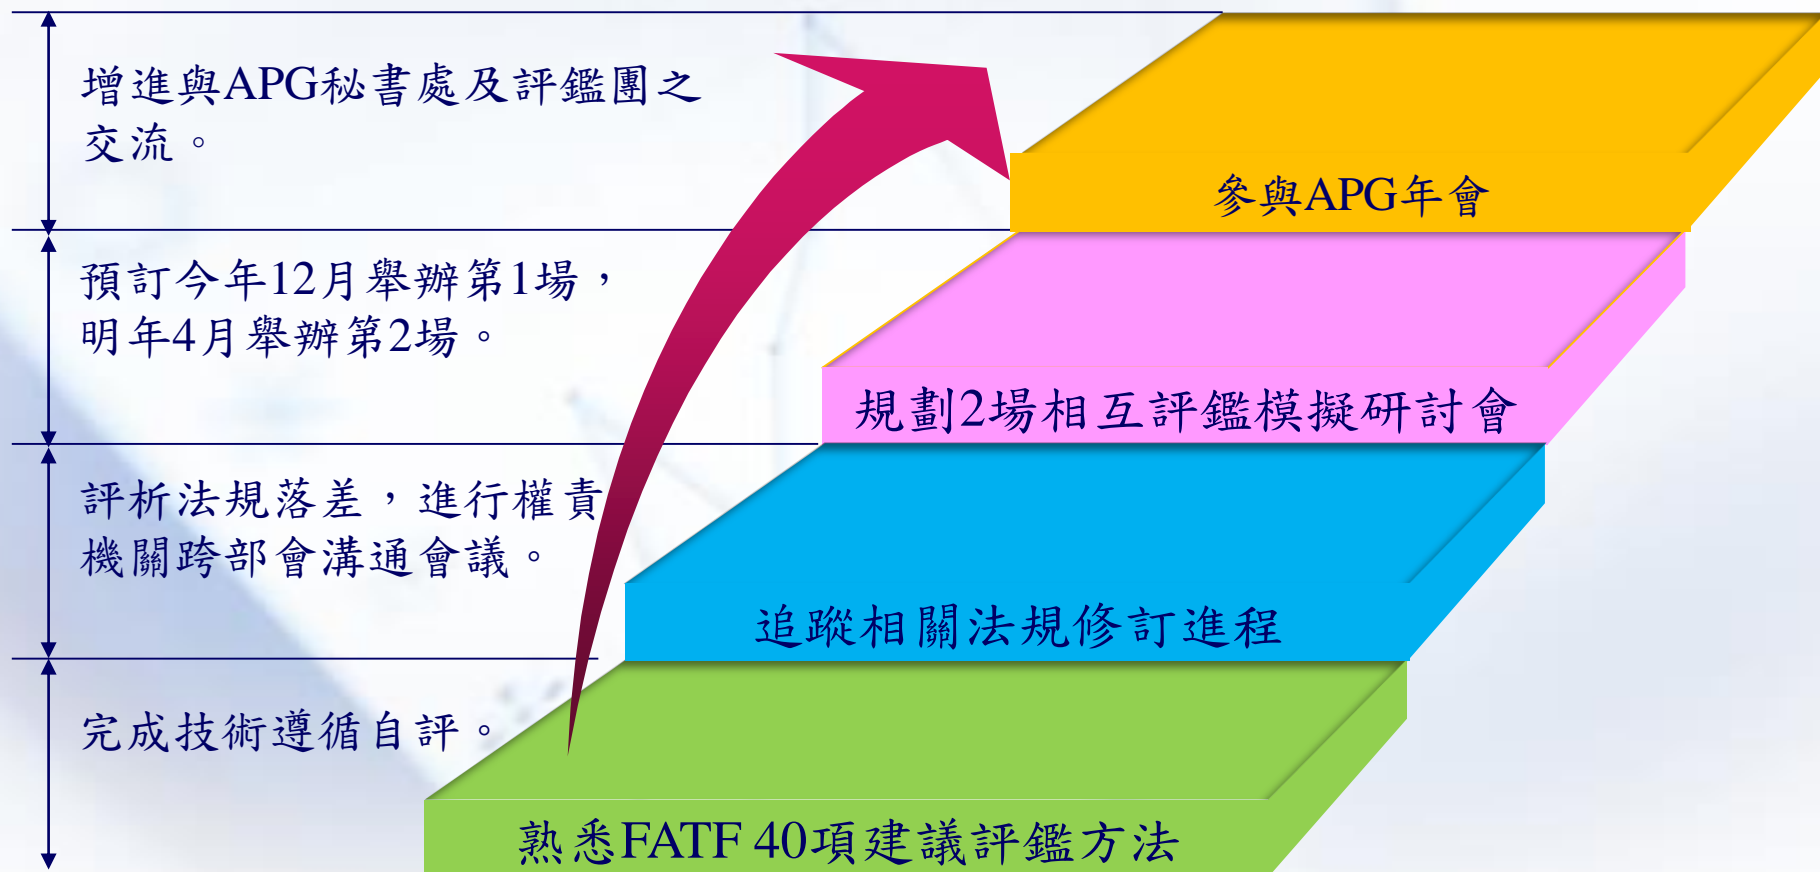 增進與APG秘書處及評鑑團之
交流。
參與APG年會
預訂今年12月舉辦第1場，
明年4月舉辦第2場。
規劃2場相互評鑑模擬研討會
評析法規落差，進行權責
機關跨部會溝通會議。
追蹤相關法規修訂進程
完成技術遵循自評。
熟悉FATF 40項建議評鑑方法